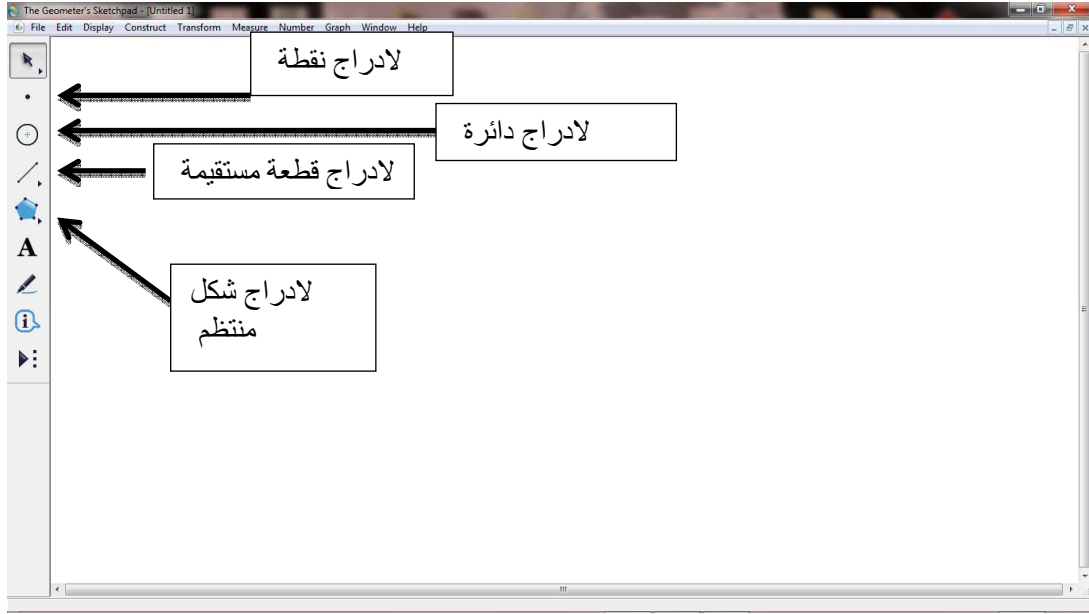 The Geometer's Sketchpad - [Untitled 1]
File Edit Display Construct Transform Measure Number Graph Window Help
لادراج نقطة
لادراج دائرة
لادراج قطعة مستقيمة
لادراج شكل
منتظم
A
i